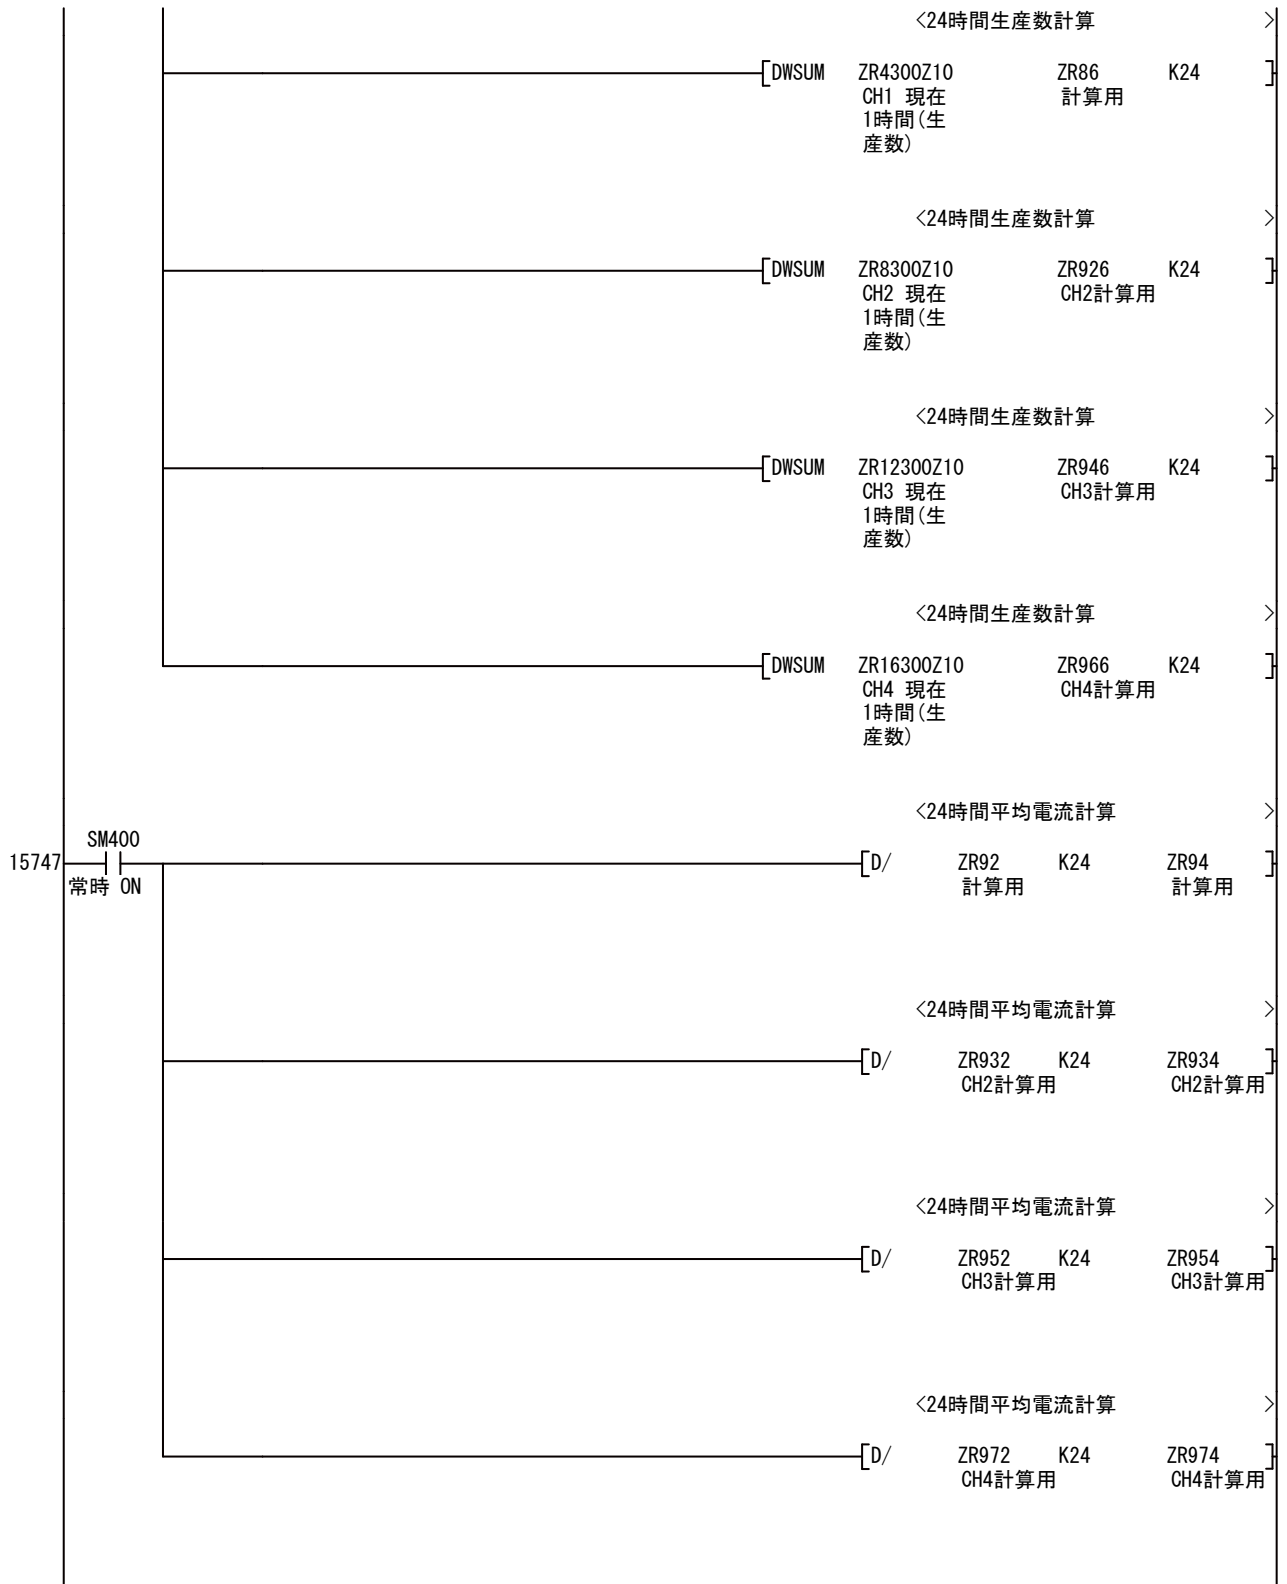 <24時間生産数計算 >
[DWSUM ZR4300Z10 ZR86 K24 ]
CH1 現在 計算用
1時間(生
産数)
<24時間生産数計算 >
[DWSUM ZR8300Z10 ZR926 K24 ]
CH2 現在 CH2計算用
1時間(生
産数)
<24時間生産数計算 >
[DWSUM ZR12300Z10 ZR946 K24 ]
CH3 現在 CH3計算用
1時間(生
産数)
<24時間生産数計算 >
[DWSUM ZR16300Z10 ZR966 K24 ]
CH4 現在 CH4計算用
1時間(生
産数)
<24時間平均電流計算 >
SM400
15747 [D/ ZR92 K24 ZR94 ]
常時 ON 計算用 計算用
<24時間平均電流計算 >
[D/ ZR932 K24 ZR934 ]
CH2計算用 CH2計算用
<24時間平均電流計算 >
[D/ ZR952 K24 ZR954 ]
CH3計算用 CH3計算用
<24時間平均電流計算 >
[D/ ZR972 K24 ZR974 ]
CH4計算用 CH4計算用